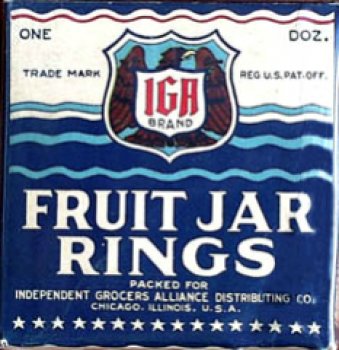 ONE DOZ.
TRADE MARK REG.U.S.PAT-OFF.
IGA
BRAND
FRUIT JAR
RINGS
PACKED FOR
INDEPENDENT GROCERS ALLIANCE DISTRIBUTING CO.
CHICAGO, ILLINOIS, U.S.A.